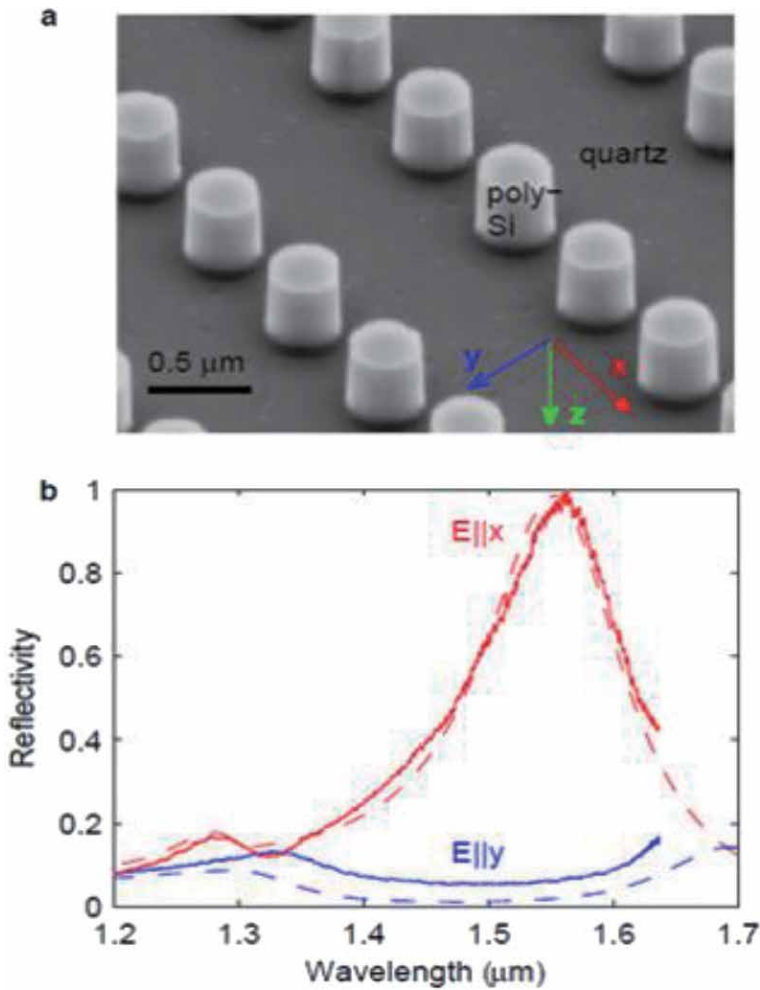 a
quartz
poly-
Si
0.5 μm
y
x
z
b
1
0.8
0.6
0.4
0.2
0
E||x
E||y
Reflectivity
1.2 1.3 1.4 1.5 1.6 1.7
Wavelength (μm)